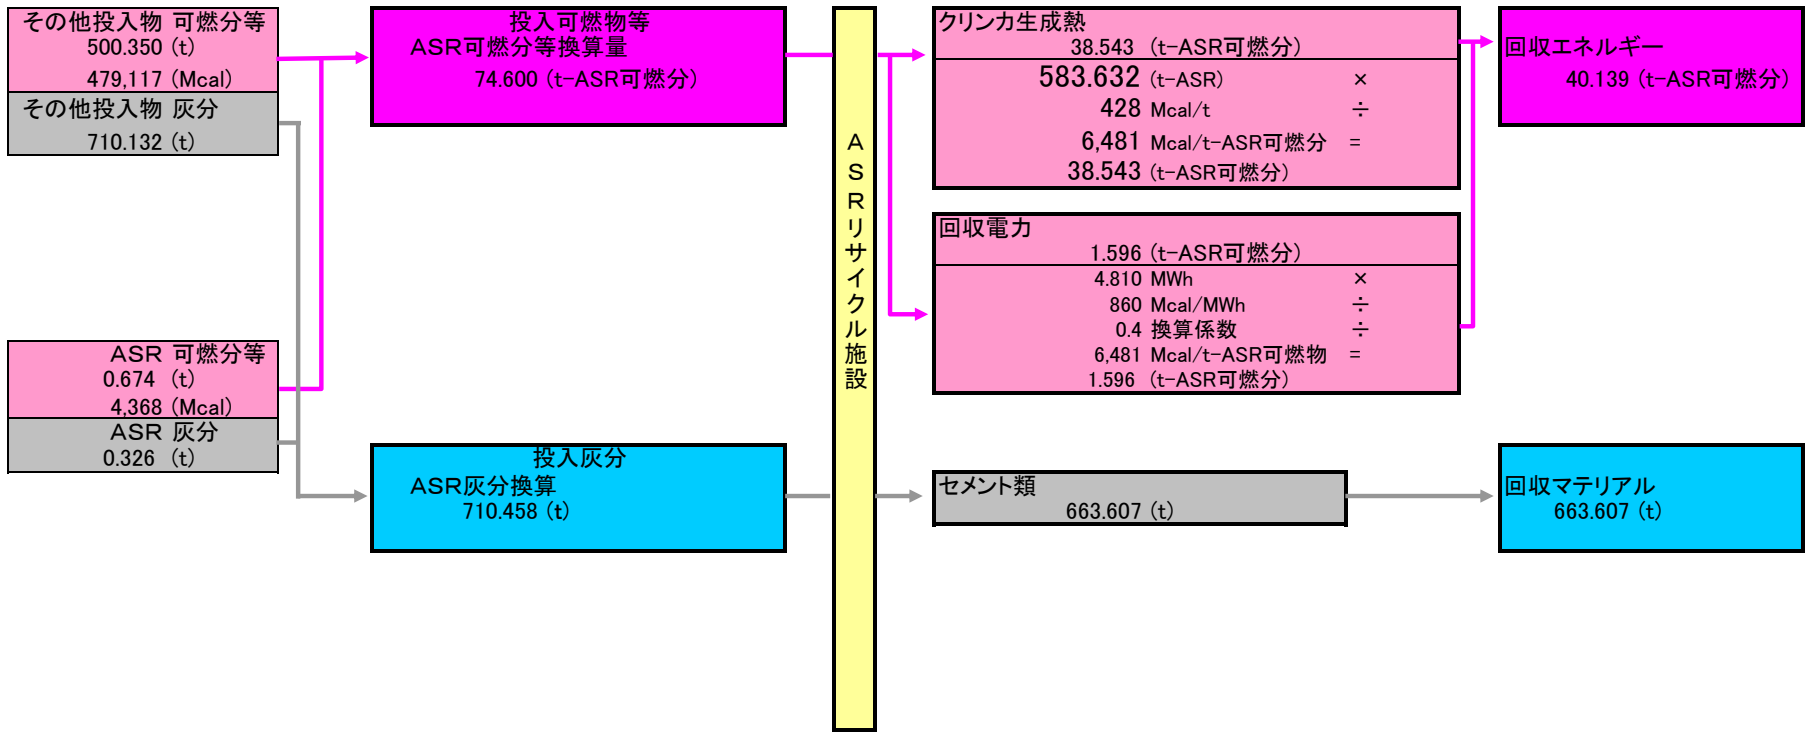 その他投入物 可燃分等
500.350 (t)
479,117 (Mcal)
その他投入物 灰分
710.132 (t)
ASR 可燃分等
0.674 (t)
4,368 (Mcal)
ASR 灰分
0.326 (t)
投入可燃物等
ASR可燃分等換算量
74.600 (t-ASR可燃分)
投入灰分
ASR灰分換算
710.458 (t)
ASRリサイクル施設
クリンカ生成熱
38.543 (t-ASR可燃分)
583.632 (t-ASR) ×
428 Mcal/t ÷
6,481 Mcal/t-ASR可燃分 =
38.543 (t-ASR可燃分)
回収電力
1.596 (t-ASR可燃分)
4.810 MWh ×
860 Mcal/MWh ÷
0.4 換算係数 ÷
6,481 Mcal/t-ASR可燃物 =
1.596 (t-ASR可燃分)
セメント類
663.607 (t)
回収エネルギー
40.139 (t-ASR可燃分)
回収マテリアル
663.607 (t)